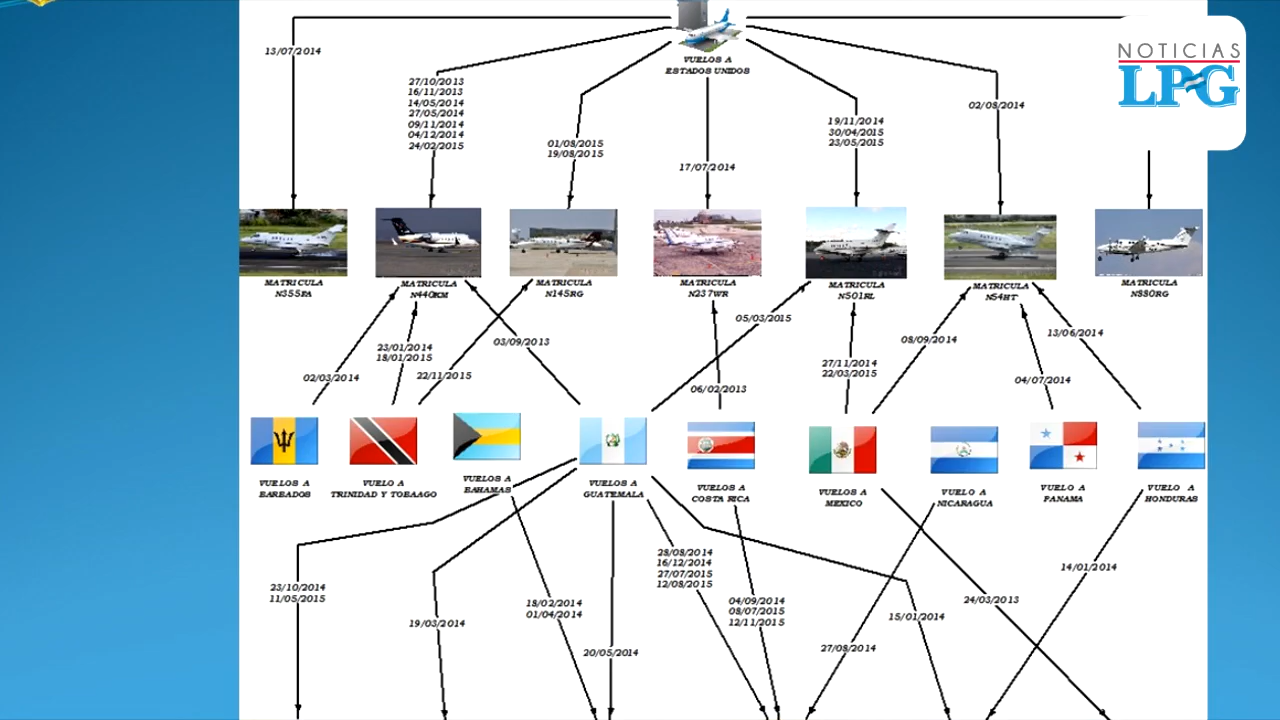 NOTICIAS
LPG
VUELOS A
ESTADOS UNIDOS
13/07/2014
27/10/2013
16/11/2013
14/05/2014
27/05/2014
09/11/2014
04/12/2014
24/02/2015
01/08/2015
19/08/2015
17/07/2014
19/11/2014
30/04/2015
23/05/2015
02/08/2014
MATRICULA
N355FA
MATRICULA
N440KM
MATRICULA
N145RG
MATRICULA
N237WR
MATRICULA
N501RL
MATRICULA
N54HT
MATRICULA
N880RG
02/03/2014
23/01/2014
18/01/2015
22/11/2015
03/09/2013
05/03/2015
06/02/2013
27/11/2014
22/03/2015
08/09/2014
04/07/2014
13/06/2014
VUELOS A
BARBADOS
VUELO A
TRINIDAD Y TOBAAGO
VUELOS A
BAHAMAS
VUELOS A
GUATEMALA
VUELOS A
COSTA RICA
VUELOS A
MEXICO
VUELO A
NICARAGUA
VUELO A
PANAMA
VUELO A
HONDURAS
23/10/2014
11/05/2015
19/03/2014
18/02/2014
01/04/2014
20/05/2014
28/08/2014
16/12/2014
27/07/2015
12/08/2015
04/09/2014
08/07/2015
12/11/2015
27/08/2014
15/01/2014
24/03/2013
14/01/2014